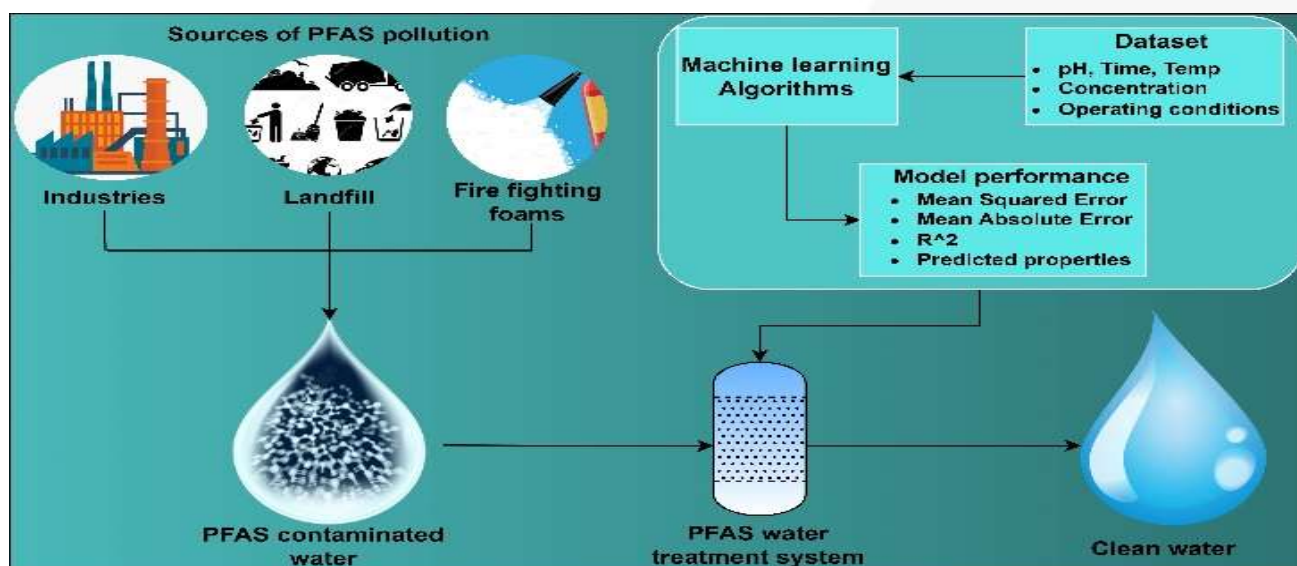 Sources of PFAS pollution
Industries
Landfill
Fire fighting
foams
Machine learning
Algorithms
Dataset
• pH, Time, Temp
• Concentration
• Operating conditions
Model performance
• Mean Squared Error
• Mean Absolute Error
• R^2
• Predicted properties
PFAS contaminated
water
PFAS water
treatment system
Clean water